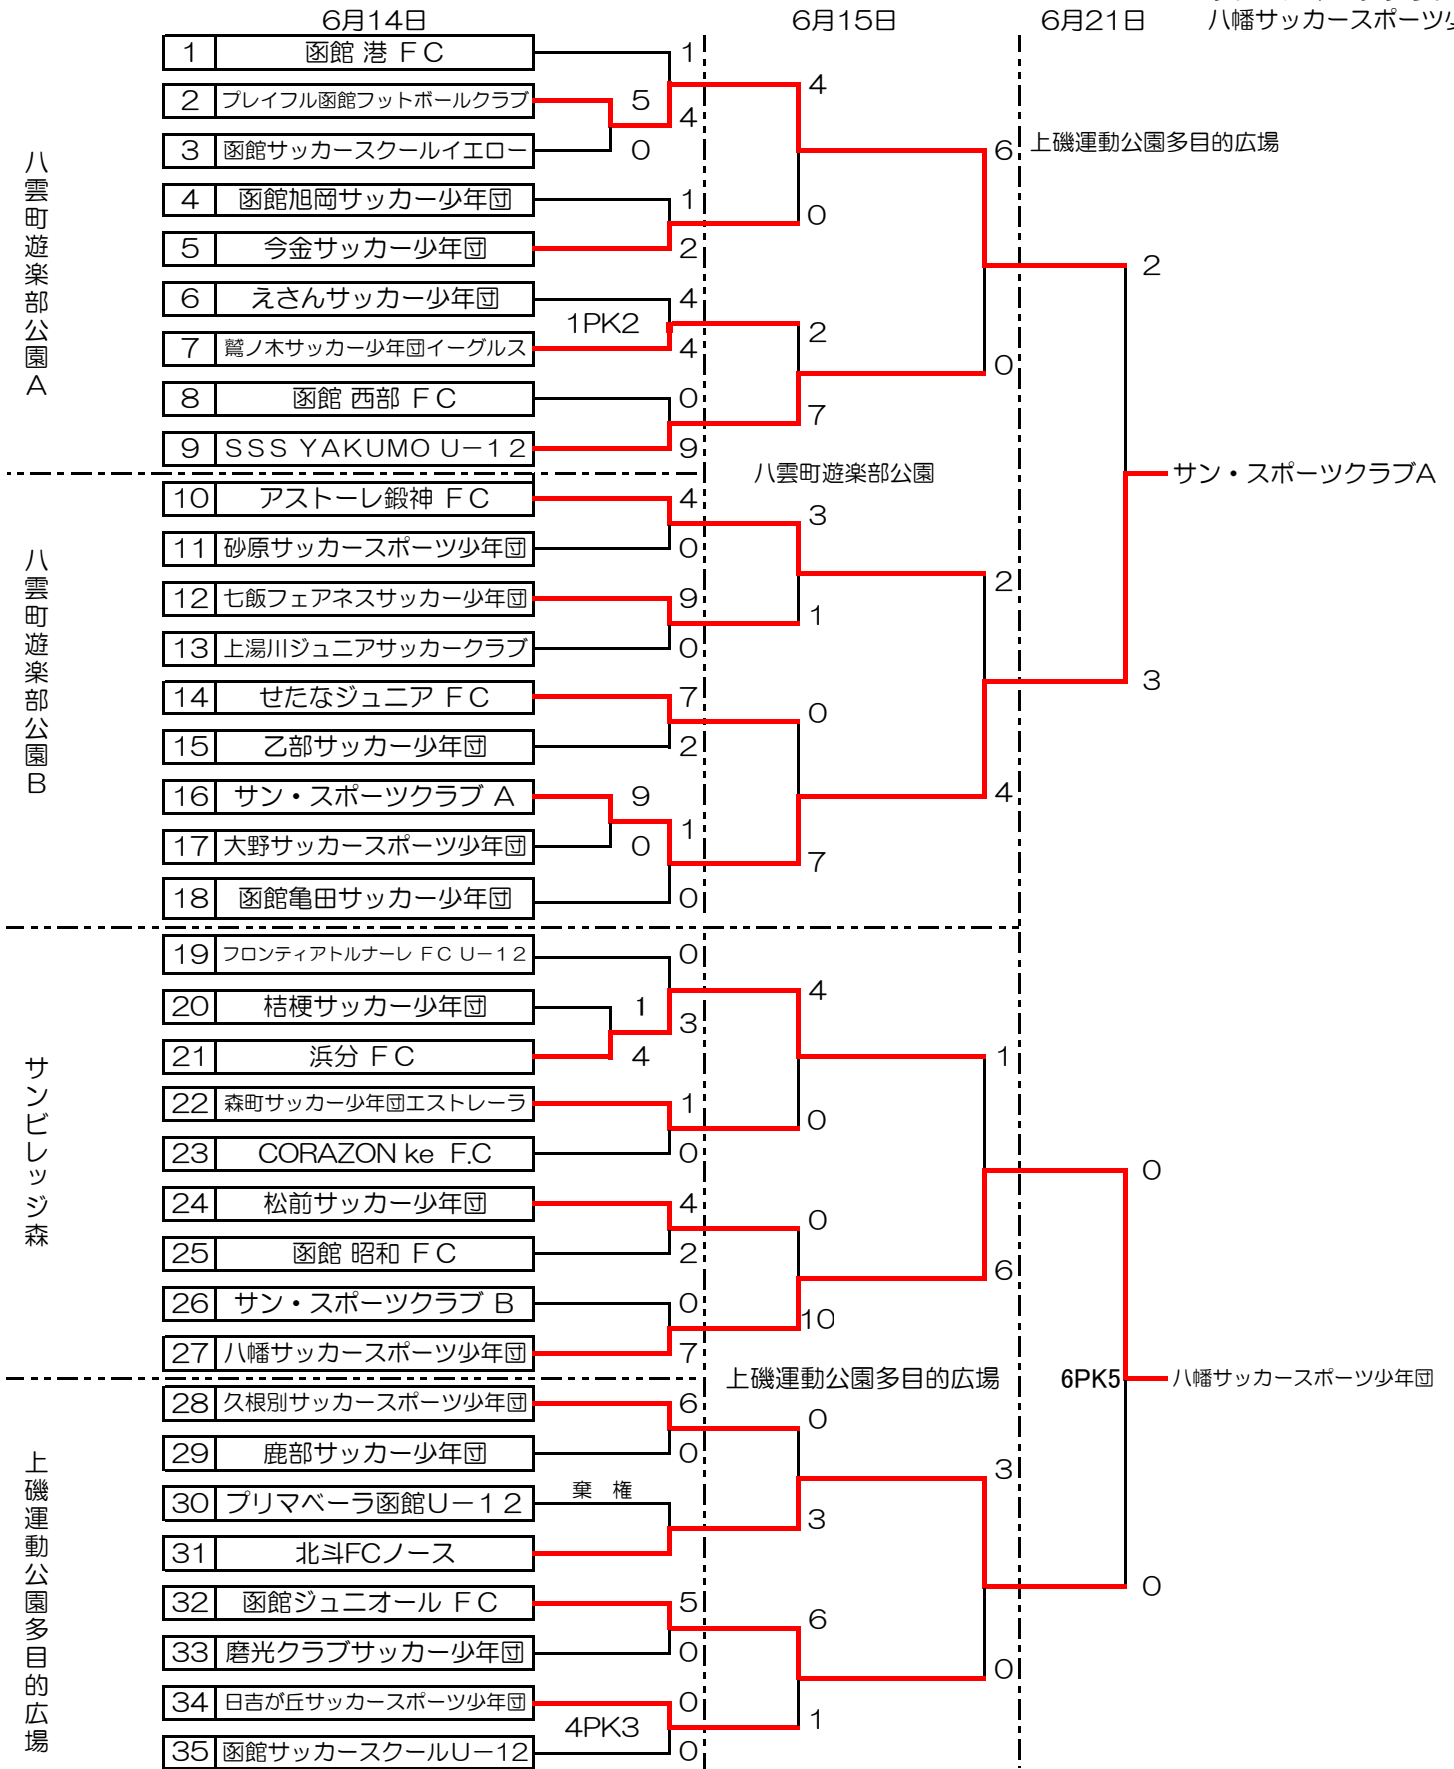 6月14日
6月15日
6月21日
八幡サッカースポーツ
八雲町遊楽部公園A
1 函館 港 ＦＣ 1
2 プレイフル函館フットボールクラブ 5 4
3 函館サッカースクールイエロー 0
4 函館旭岡サッカー少年団 1
5 今金サッカー少年団 2
6 えさんサッカー少年団 4
1PK2
7 鷲ノ木サッカー少年団イーグルス 4
8 函館 西部 ＦＣ 0
9 ＳＳＳ ＹＡＫＵＭＯ Ｕ－１２ 9
4
0
2
7
6 上磯運動公園多目的広場
0
2
八雲町遊楽部公園
サン・スポーツクラブA
八雲町遊楽部公園B
10 アストーレ鍛神 ＦＣ 4
11 砂原サッカースポーツ少年団 0
12 七飯フェアネスサッカー少年団 9
13 上湯川ジュニアサッカークラブ 0
14 せたなジュニア ＦＣ 7
15 乙部サッカー少年団 2
16 サン・スポーツクラブ Ａ 9 1
17 大野サッカースポーツ少年団 0
18 函館亀田サッカー少年団 0
3
1
0
7
2
4
3
サンビレッジ森
19 フロンティアトルナーレ ＦＣ Ｕ－１２ 0
20 桔梗サッカー少年団 1 3
21 浜分 ＦＣ 4
22 森町サッカー少年団エストレーラ 1
23 CORAZON ke F.C 0
24 松前サッカー少年団 4
25 函館 昭和 ＦＣ 2
26 サン・スポーツクラブ Ｂ 0
27 八幡サッカースポーツ少年団 7
4
0
0
10
1
6
0
上磯運動公園多目的広場
6PK5 八幡サッカースポーツ少年団
上磯運動公園多目的広場
28 久根別サッカースポーツ少年団 6
29 鹿部サッカー少年団 0
30 プリマベーラ函館Ｕ－１２ 棄 権
31 北斗FCノース
32 函館ジュニオール ＦＣ 5
33 磨光クラブサッカー少年団 0
34 日吉が丘サッカースポーツ少年団 0
4PK3
35 函館サッカースクールU－12 0
0
3
6
1
3
0
0